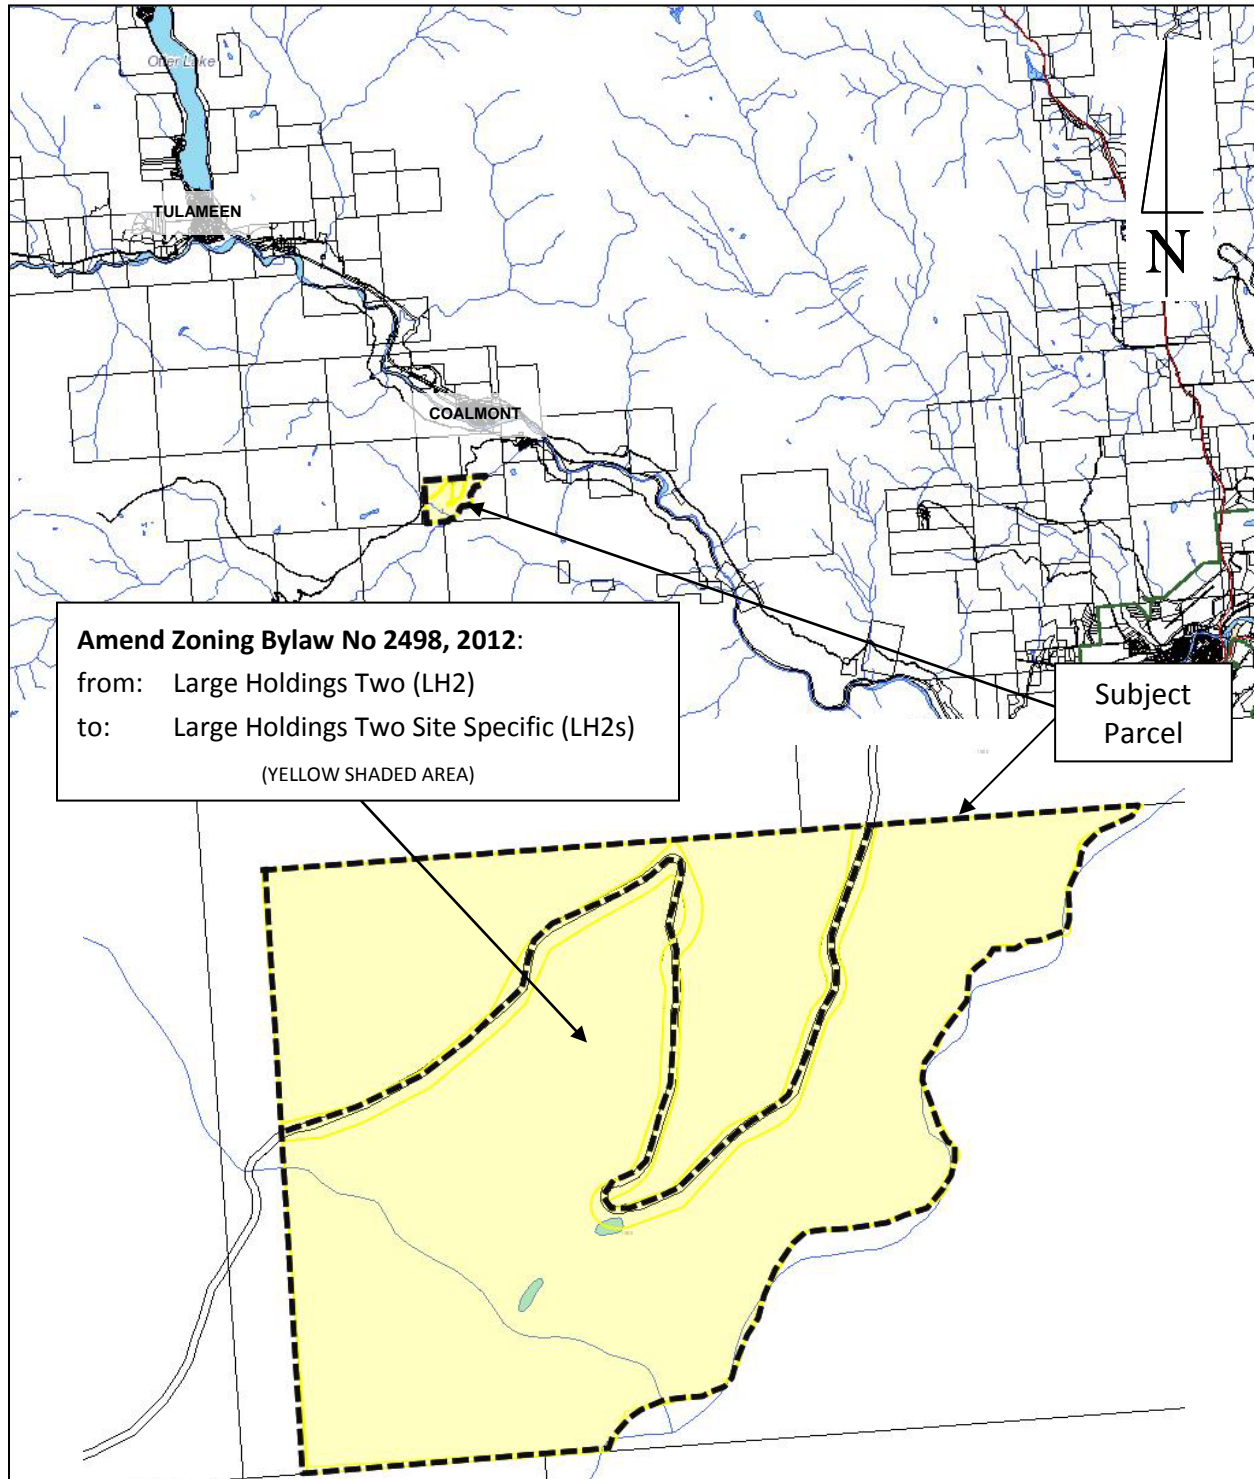 Otter Lake
TULAMEEN
N
COALMONT
Amend Zoning Bylaw No 2498, 2012:
from: Large Holdings Two (LH2)
to: Large Holdings Two Site Specific (LH2s)
(YELLOW SHADED AREA)
Subject
Parcel